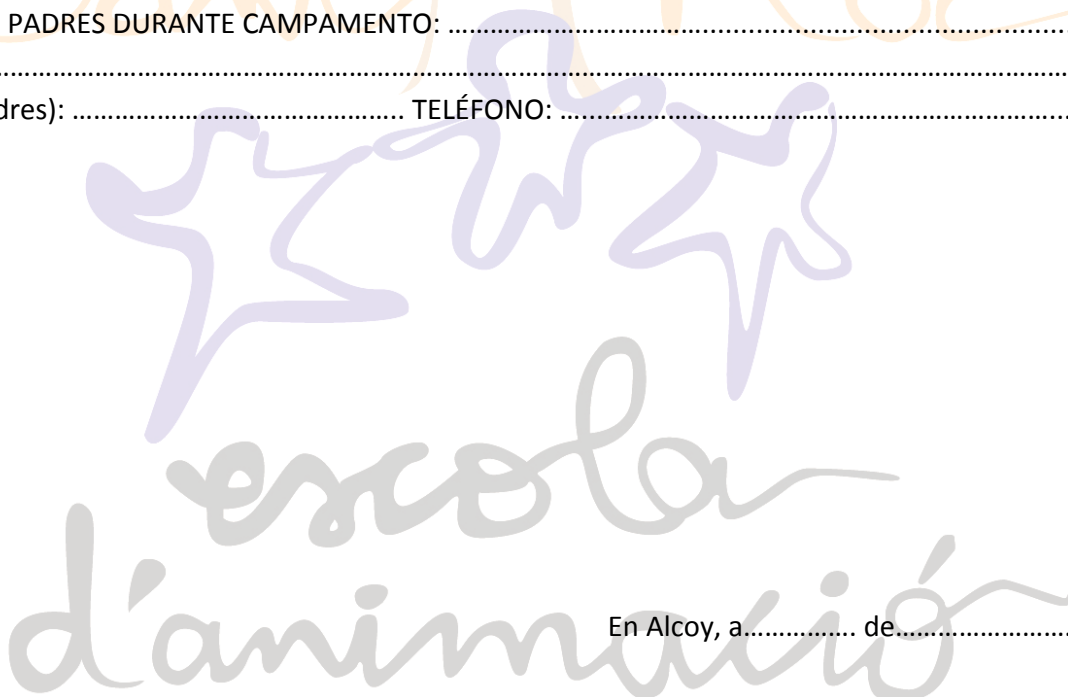 PADRES DURANTE CAMPAMENTO: ……………………………….......................................
……………………………………………………………………………………………………………………
dres): ……………………………………….. TELÉFONO: ……………………………………………………………..
escola
d'animació
En Alcoy, a……………. de…………………….